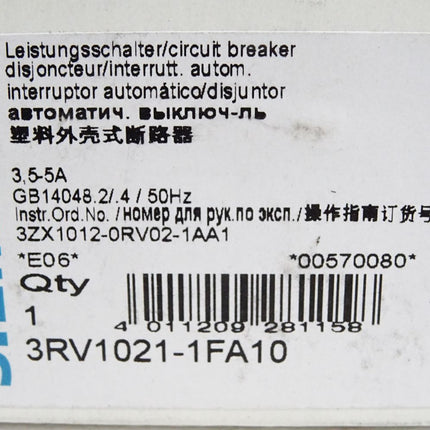 Leistungsschalter/circuit breaker
disjoncteur/interrutt. autom.
interruptor automático/disjuntor
автоматич. выключ-ль
塑料外壳式断路器
3,5-5A
GB14048.2/.4 / 50Hz
Instr.Ord.No. /номер для рук.по эксп./操作指南订货号
3ZX1012-0RV02-1AA1
*E06* *00570080*
Qty
1
4 011209 281158
3RV1021-1FA10